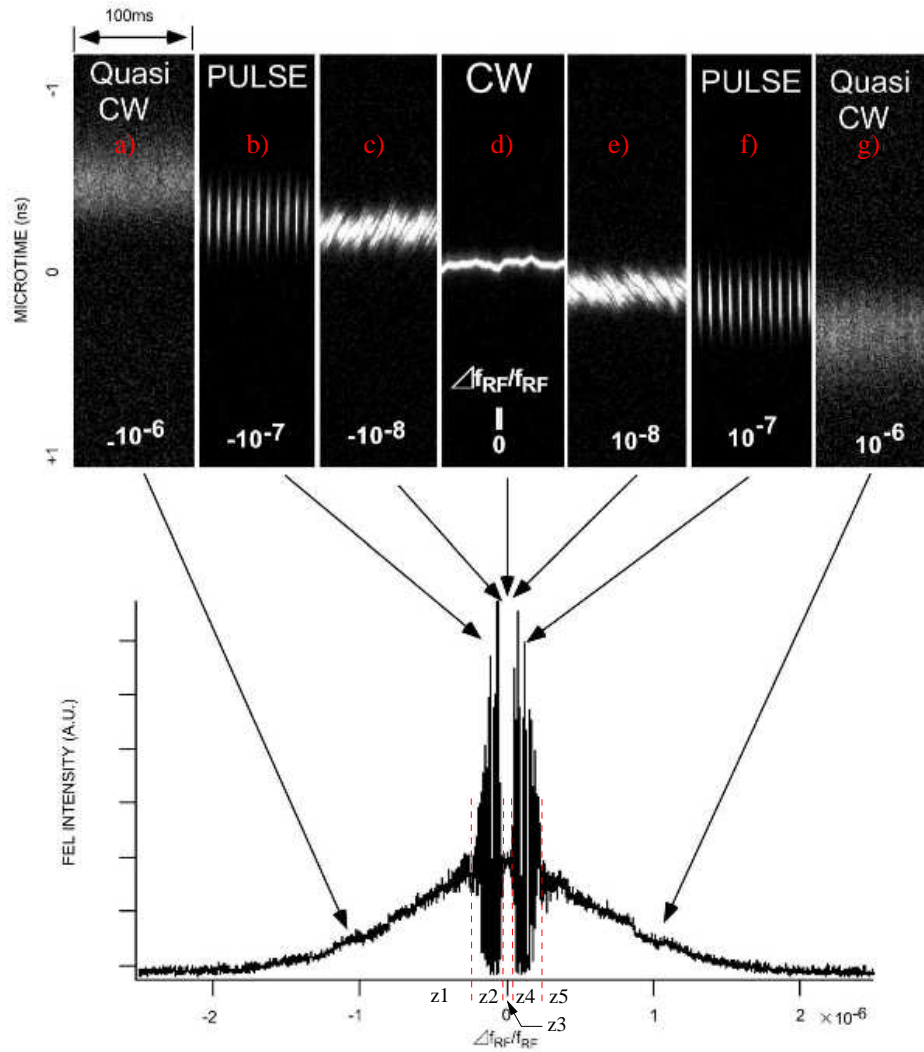 100ms
Quasi CW
PULSE
CW
PULSE
Quasi CW
a)
b)
c)
d)
e)
f)
g)
-1
0
+1
MICROTIME (ns)
⊿fRF/fRF
0
-10-6
-10-7
-10-8
10-8
10-7
10-6
FEL INTENSITY (A.U.)
z1
z2
z4
z5
z3
-2
-1
0
1
2
×10-6
⊿fRF/fRF